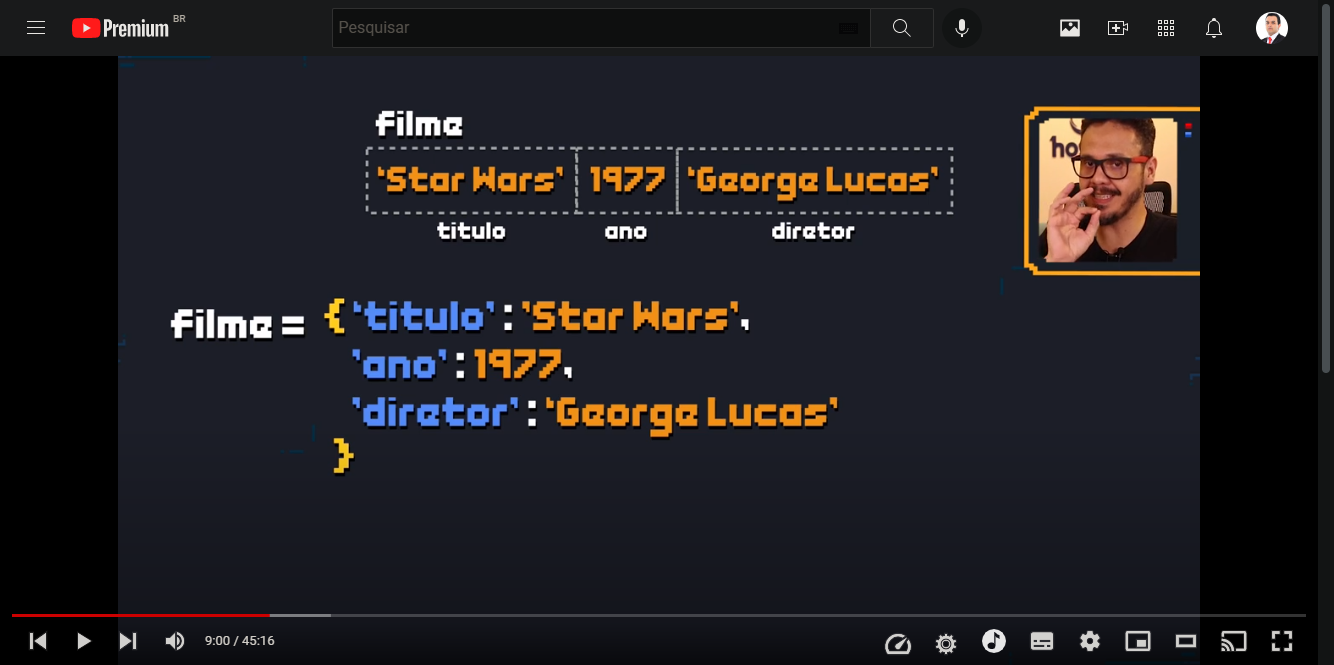 Premium BR
Pesquisar
filme
'Star Wars' 1977 'George Lucas'
titulo ano diretor
ho
filme = { 'titulo' : 'Star Wars',
'ano' : 1977,
'diretor' : 'George Lucas'
}
9:00 / 45:16